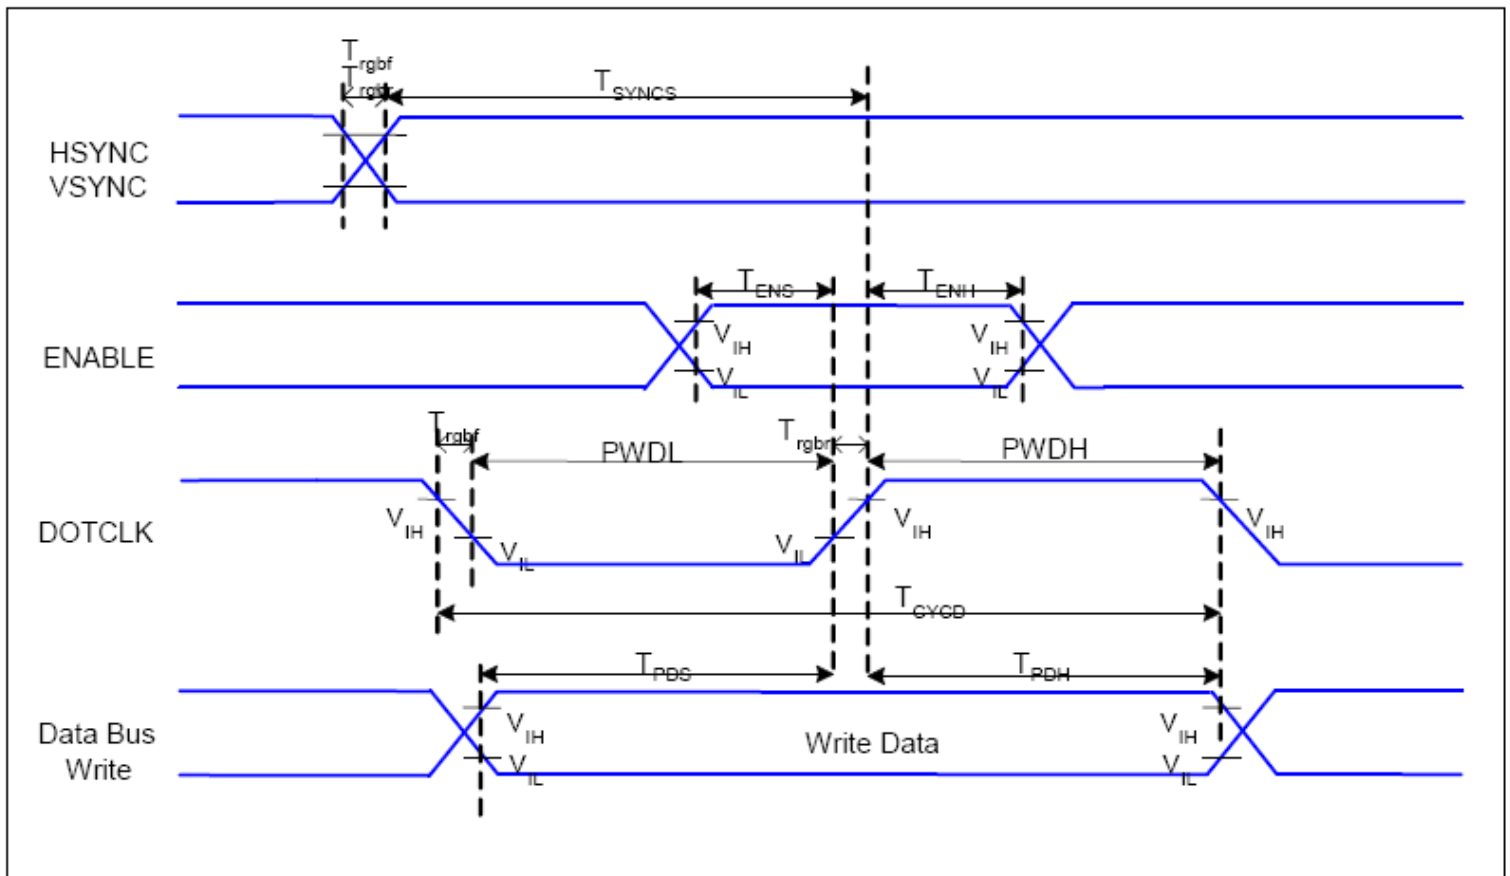 Trgbf
Trgbr
TSYNCS
HSYNC
VSYNC
TENS
TENH
VIH
VIH
ENABLE
VIL
VIL
Trgbf
PWDL
Trgbr
PWDH
VIH
VIH
VIH
DOTCLK
VIL
VIL
TCYCD
TPDS
TPDH
VIH
VIH
Data Bus
Write Data
Write
VIL
VIL